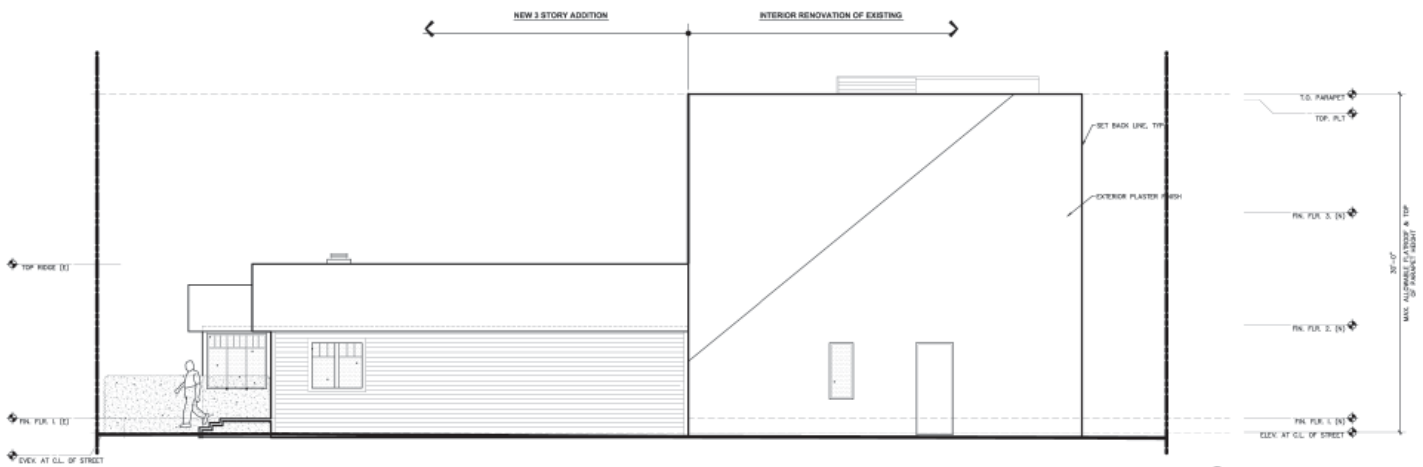 NEW 3 STORY ADDITION
INTERIOR RENOVATION OF EXISTING
T.O. PARAPET
TOP. PLT
SET BACK LINE, TYP
EXTERIOR PLASTER FINISH
FIN. FLR. 3. [N]
30'-0"
MAX. ALLOWABLE FLATROOF & TOP
OF PARAPET HEIGHT
TOP RIDGE [E]
FIN. FLR. 2. [N]
FIN. FLR. 1. [E]
FIN. FLR. 1. [N]
ELEV. AT C.L. OF STREET
EVEV. AT C.L. OF STREET